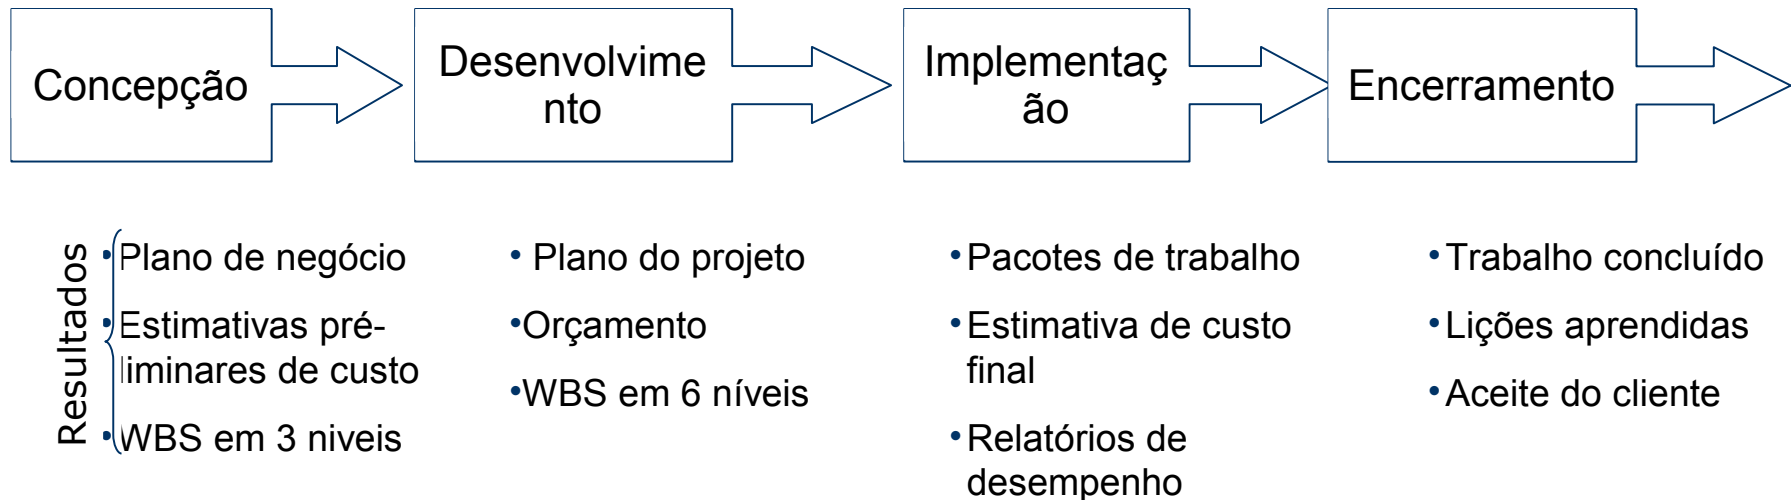 Concepção
Desenvolvime
nto
Implementaç
ão
Encerramento
Resultados
•Plano de negócio
•Estimativas pré-
liminares de custo
•WBS em 3 niveis
• Plano do projeto
•Orçamento
•WBS em 6 níveis
•Pacotes de trabalho
•Estimativa de custo
final
•Relatórios de
desempenho
•Trabalho concluído
•Lições aprendidas
•Aceite do cliente